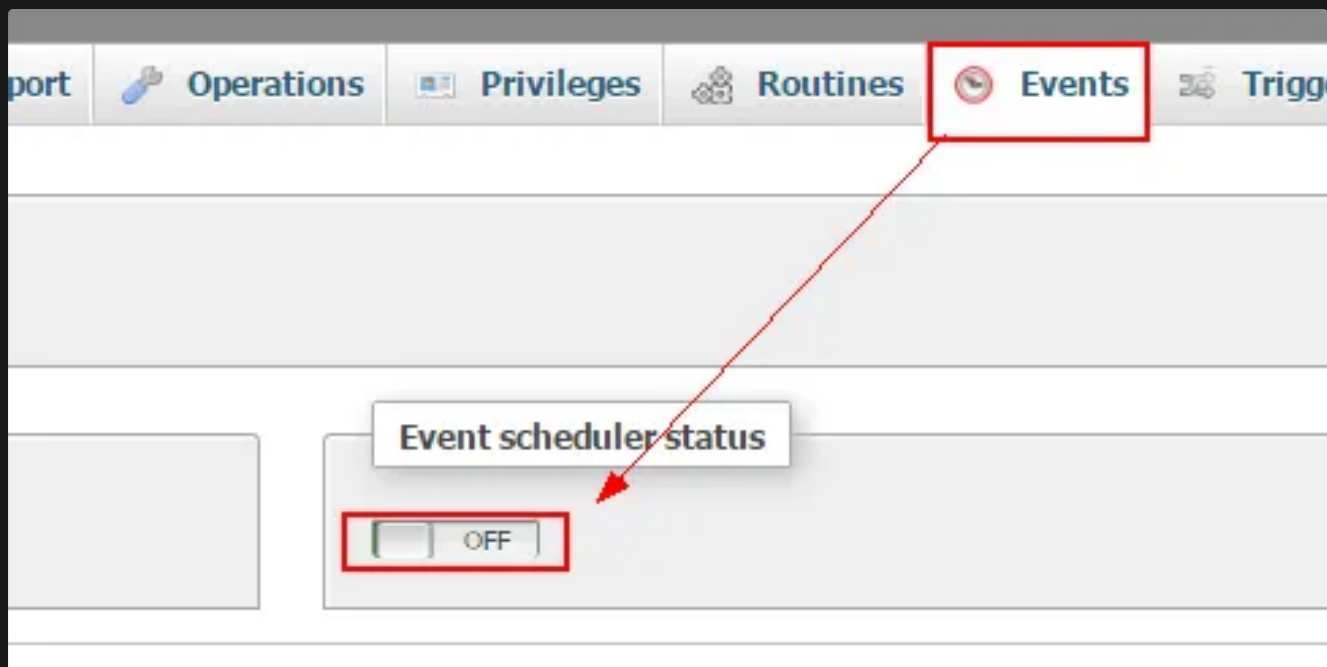 port Operations Privileges Routines Events Trigg
Event scheduler status
OFF